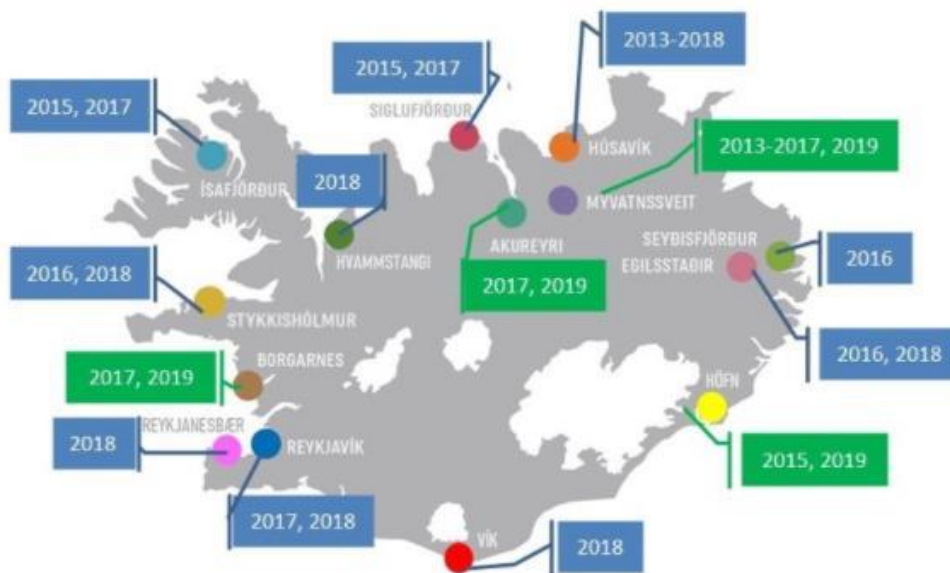 2013-2018
2015, 2017
SIGLUFJÖRÐUR
2015, 2017
HÚSAVÍK
2013-2017, 2019
ÍSAFJÖRÐUR
2018
MYVATNSSVEIT
HVAMMSTANGI
AKUREYRI
SEYÐISFJÖRÐUR
EGILSSTAÐIR
2016
2016, 2018
2017, 2019
STYKKISHÓLMUR
2016, 2018
BORGARNES
2017, 2019
HÖFN
REYKJANESBÆR
2018
REYKJAVÍK
2015, 2019
2017, 2018
VÍK
2018